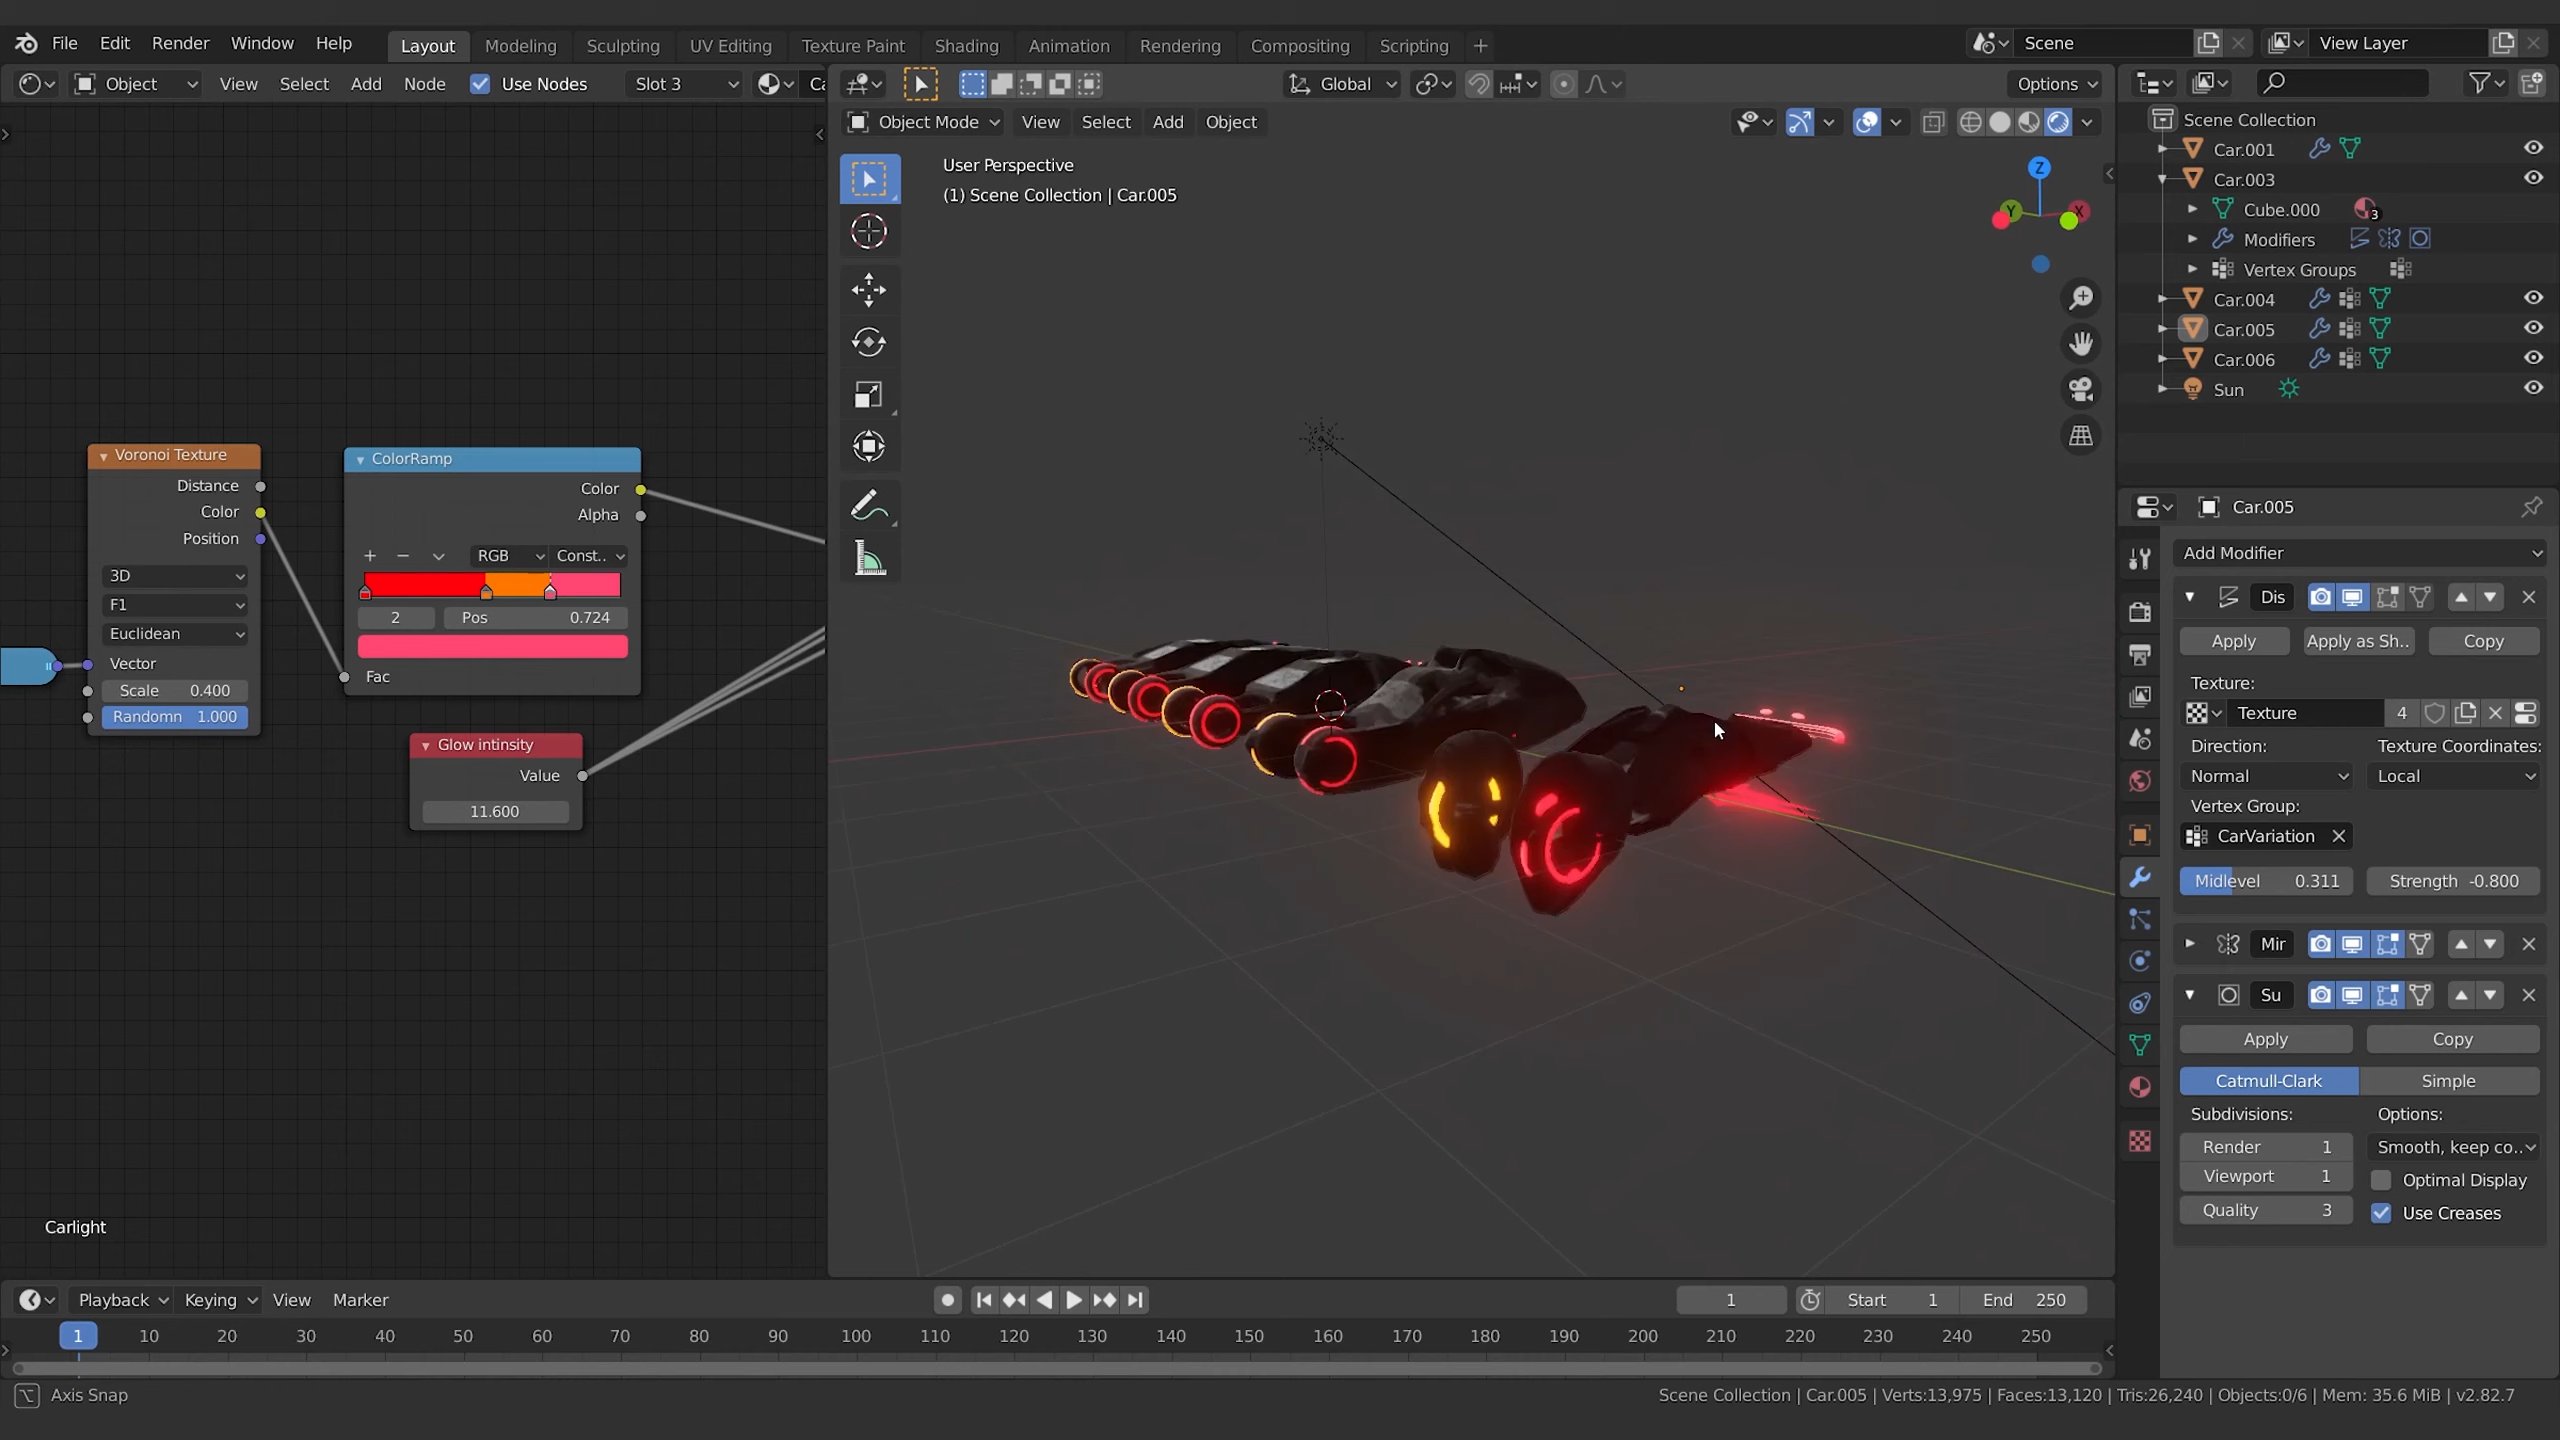 File Edit Render Window Help Layout Modeling Sculpting UV Editing Texture Paint Shading Animation Rendering Compositing Scripting + Scene View Layer
Object View Select Add Node Use Nodes Slot 3 Ca Global Options
Object Mode View Select Add Object
User Perspective
(1) Scene Collection | Car.005
Z
Y
X
Voronoi Texture
Distance
Color
Position
3D
F1
Euclidean
Vector
Scale 0.400
Randomn 1.000
ColorRamp
Color
Alpha
+ − RGB Const..
2 Pos 0.724
Fac
Glow intinsity
Value
11.600
Carlight
Scene Collection
Car.001
Car.003
Cube.000 3
Modifiers
Vertex Groups
Car.004
Car.005
Car.006
Sun
Car.005
Add Modifier
Dis
Apply Apply as Sh.. Copy
Texture:
Texture 4
Direction: Texture Coordinates:
Normal Local
Vertex Group:
CarVariation
Midlevel 0.311 Strength -0.800
Mir
Su
Apply Copy
Catmull-Clark Simple
Subdivisions: Options:
Render 1 Smooth, keep co..
Viewport 1 Optimal Display
Quality 3 Use Creases
Playback Keying View Marker 1 Start 1 End 250
1 10 20 30 40 50 60 70 80 90 100 110 120 130 140 150 160 170 180 190 200 210 220 230 240 250
Axis Snap Scene Collection | Car.005 | Verts:13,975 | Faces:13,120 | Tris:26,240 | Objects:0/6 | Mem: 35.6 MiB | v2.82.7